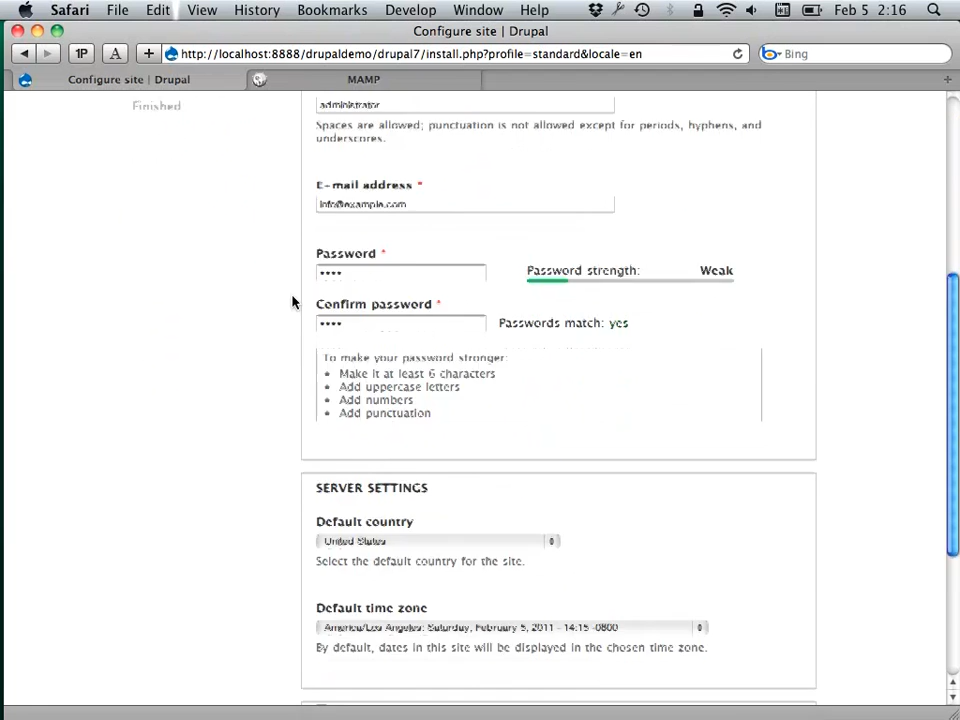 Safari File Edit View History Bookmarks Develop Window Help Feb 5 2:16
Configure site | Drupal
1P A + http://localhost:8888/drupaldemo/drupal7/install.php?profile=standard&locale=en Bing
Configure site | Drupal MAMP +
Finished
administrator
Spaces are allowed; punctuation is not allowed except for periods, hyphens, and
underscores.
E-mail address *
info@example.com
Password *
•••• Password strength: Weak
Confirm password *
•••• Passwords match: yes
To make your password stronger:
• Make it at least 6 characters
• Add uppercase letters
• Add numbers
• Add punctuation
SERVER SETTINGS
Default country
United States
Select the default country for the site.
Default time zone
America/Los Angeles: Saturday, February 5, 2011 - 14:15 -0800
By default, dates in this site will be displayed in the chosen time zone.